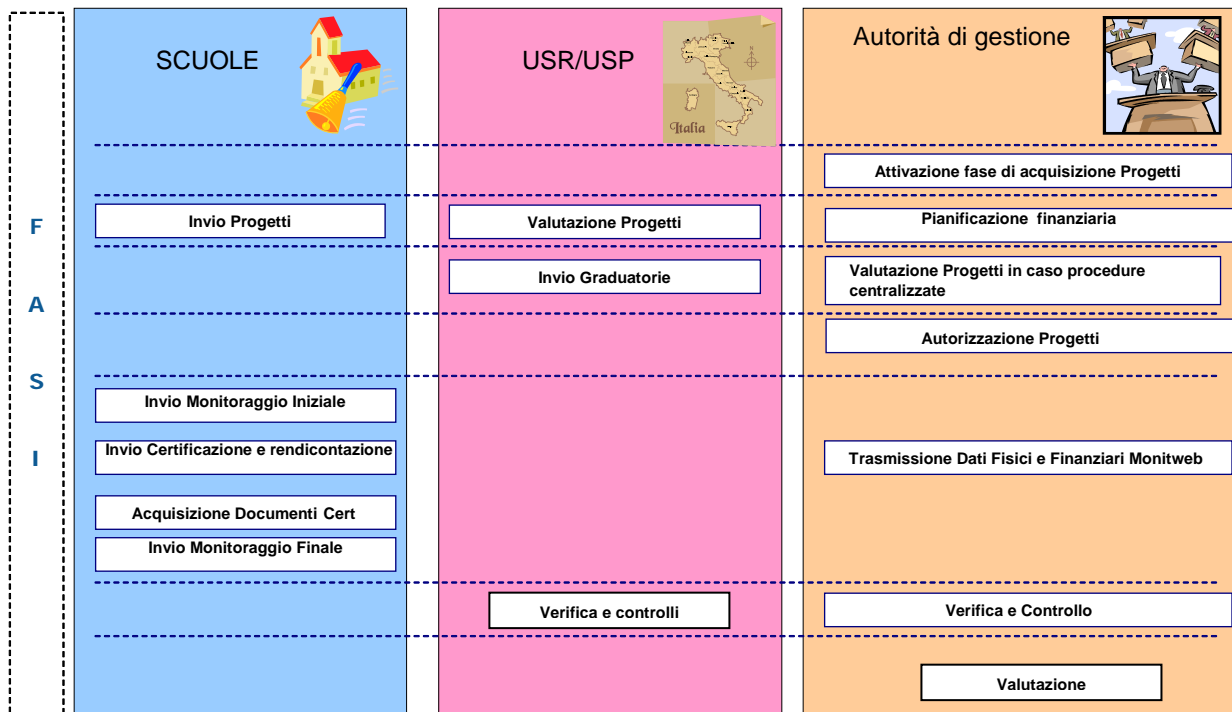 SCUOLE
USR/USP
Autorità di gestione
Italia
F
A
S
I
Attivazione fase di acquisizione Progetti
Invio Progetti
Valutazione Progetti
Pianificazione finanziaria
Invio Graduatorie
Valutazione Progetti in caso procedure
centralizzate
Autorizzazione Progetti
Invio Monitoraggio Iniziale
Invio Certificazione e rendicontazione
Trasmissione Dati Fisici e Finanziari Monitweb
Acquisizione Documenti Cert
Invio Monitoraggio Finale
Verifica e controlli
Verifica e Controllo
Valutazione